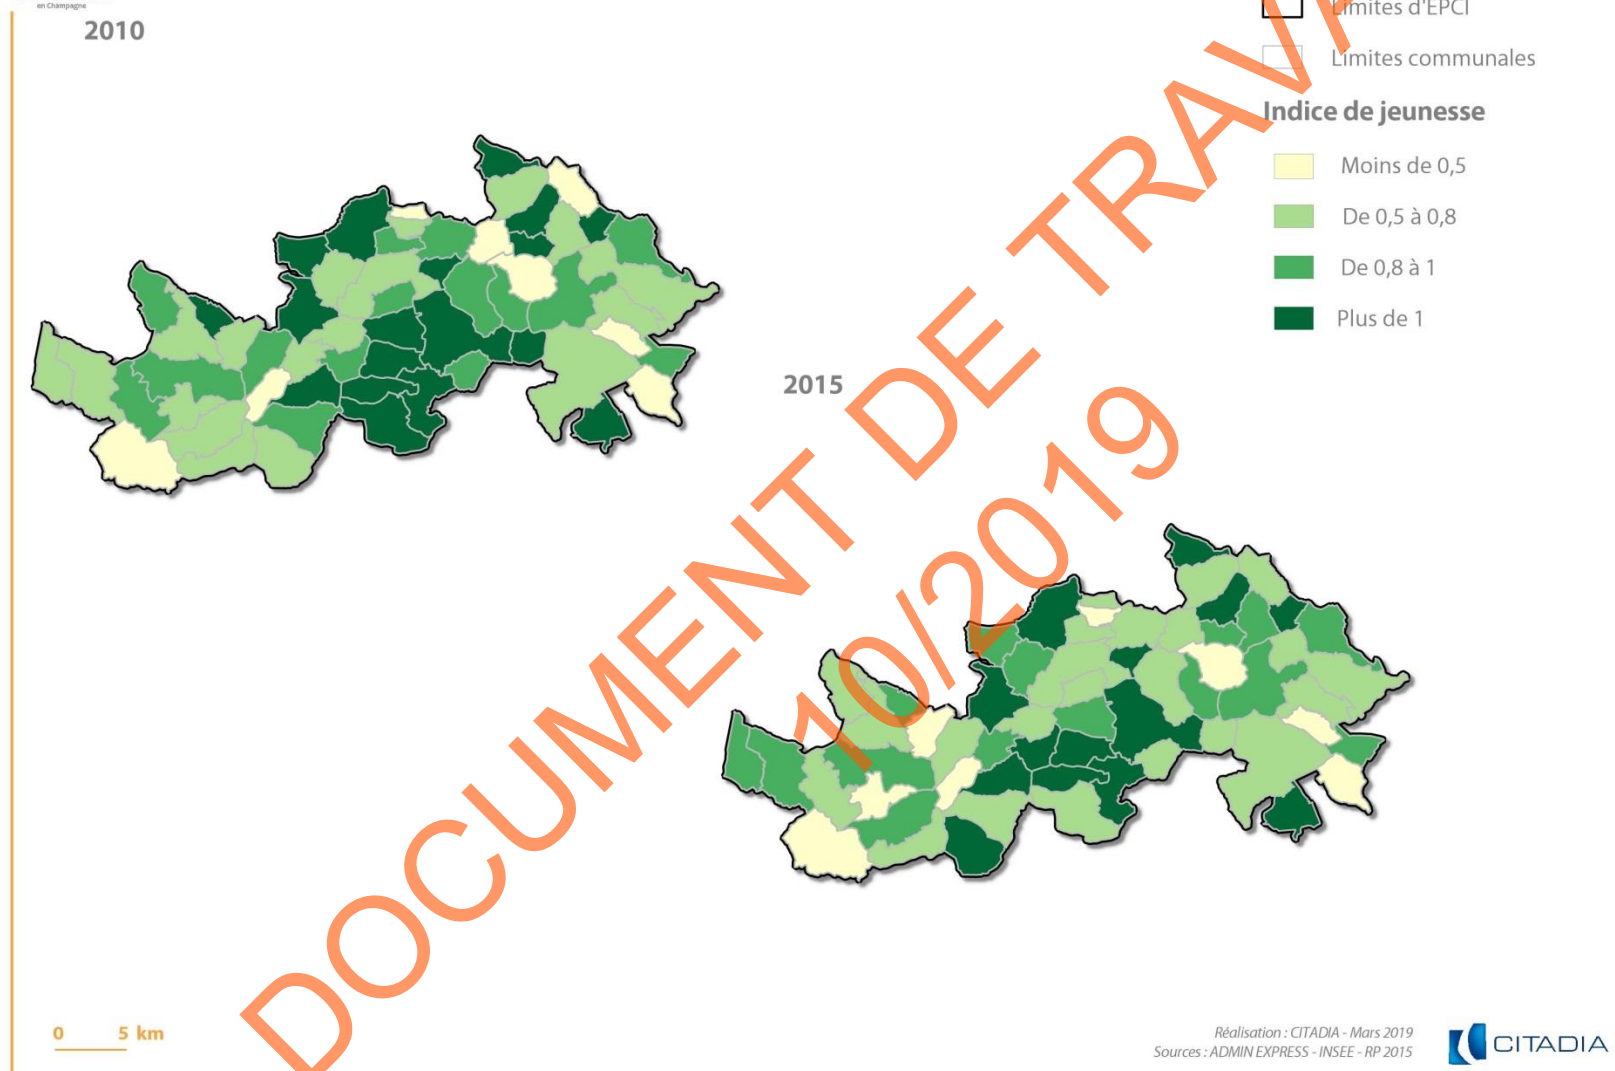 en Champagne
2010
Limites d'EPCI
Limites communales
Indice de jeunesse
Moins de 0,5
De 0,5 à 0,8
De 0,8 à 1
Plus de 1
2015
DOCUMENT DE TRAVA
10/2019
0 5 km
Réalisation : CITADIA - Mars 2019
Sources : ADMIN EXPRESS - INSEE - RP 2015
CITADIA